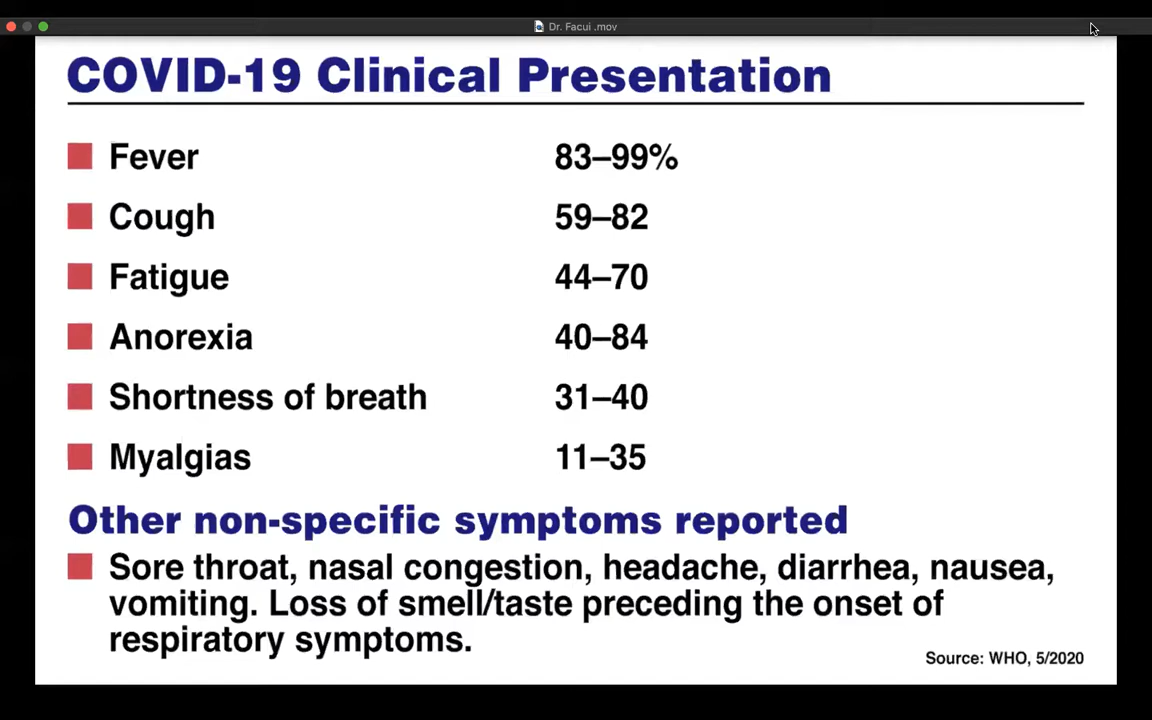 Dr. Facui .mov
COVID-19 Clinical Presentation
Fever 83–99%
Cough 59–82
Fatigue 44–70
Anorexia 40–84
Shortness of breath 31–40
Myalgias 11–35
Other non-specific symptoms reported
Sore throat, nasal congestion, headache, diarrhea, nausea,
vomiting. Loss of smell/taste preceding the onset of
respiratory symptoms.
Source: WHO, 5/2020